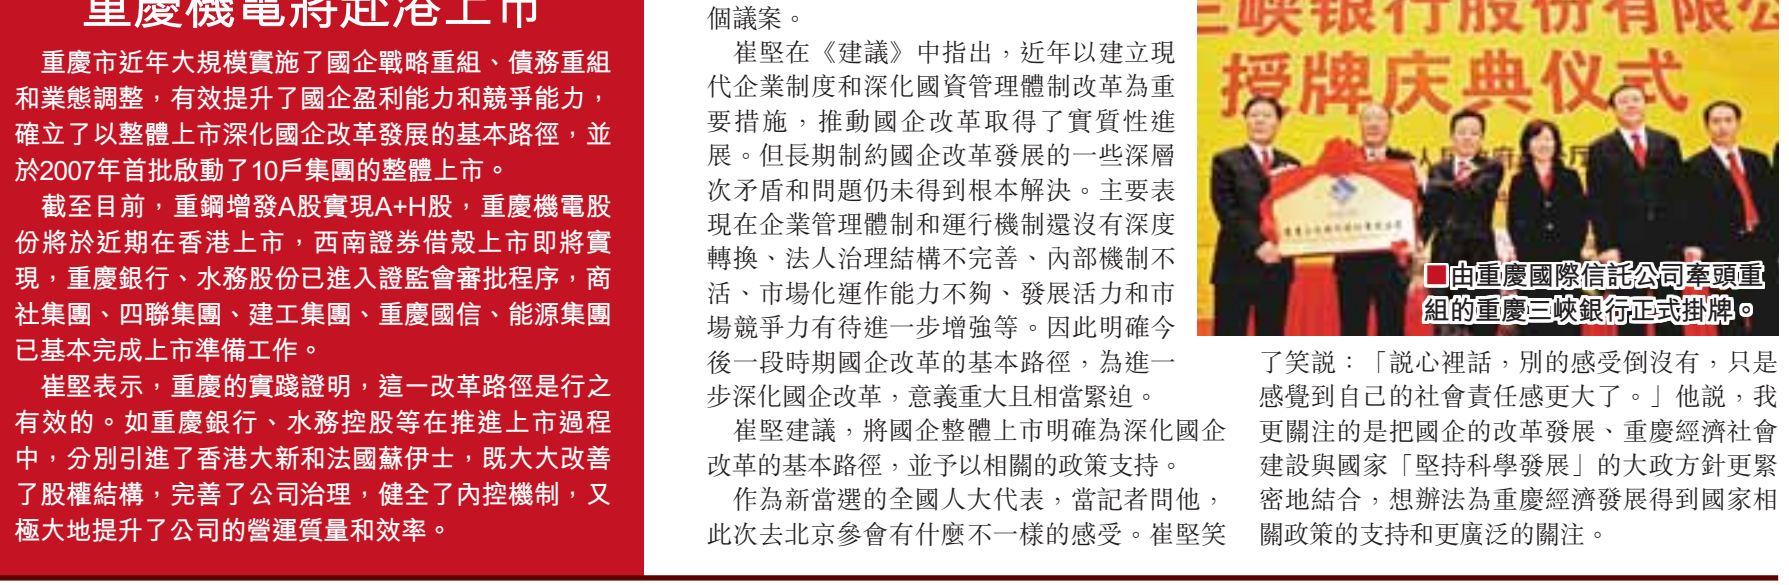 重慶機電將赴港上市
重慶市近年大規模實施了國企戰略重組、債務重組
和業態調整，有效提升了國企盈利能力和競爭能力，
確立了以整體上市深化國企改革發展的基本路徑，並
於2007年首批啟動了10戶集團的整體上市。
截至目前，重鋼增發A股實現A+H股，重慶機電股
份將於近期在香港上市，西南證券借殼上市即將實
現，重慶銀行、水務股份已進入證監會審批程序，商
社集團、四聯集團、建工集團、重慶國信、能源集團
已基本完成上市準備工作。
崔堅表示，重慶的實踐證明，這一改革路徑是行之
有效的。如重慶銀行、水務控股等在推進上市過程
中，分別引進了香港大新和法國蘇伊士，既大大改善
了股權結構，完善了公司治理，健全了內控機制，又
極大地提升了公司的營運質量和效率。
個議案。
崔堅在《建議》中指出，近年以建立現
代企業制度和深化國資管理體制改革為重
要措施，推動國企改革取得了實質性進
展。但長期制約國企改革發展的一些深層
次矛盾和問題仍未得到根本解決。主要表
現在企業管理體制和運行機制還沒有深度
轉換、法人治理結構不完善、內部機制不
活、市場化運作能力不夠、發展活力和市
場競爭力有待進一步增強等。因此明確今
後一段時期國企改革的基本路徑，為進一
步深化國企改革，意義重大且相當緊迫。
崔堅建議，將國企整體上市明確為深化國企
改革的基本路徑，並予以相關的政策支持。
作為新當選的全國人大代表，當記者問他，
此次去北京參會有什麼不一樣的感受。崔堅笑
三峡银行股份有限公
授牌庆典仪式
■由重慶國際信託公司牽頭重
組的重慶三峽銀行正式掛牌。
了笑説：「説心裡話，別的感受倒沒有，只是
感覺到自己的社會責任感更大了。」他説，我
更關注的是把國企的改革發展、重慶經濟社會
建設與國家「堅持科學發展」的大政方針更緊
密地結合，想辦法為重慶經濟發展得到國家相
關政策的支持和更廣泛的關注。